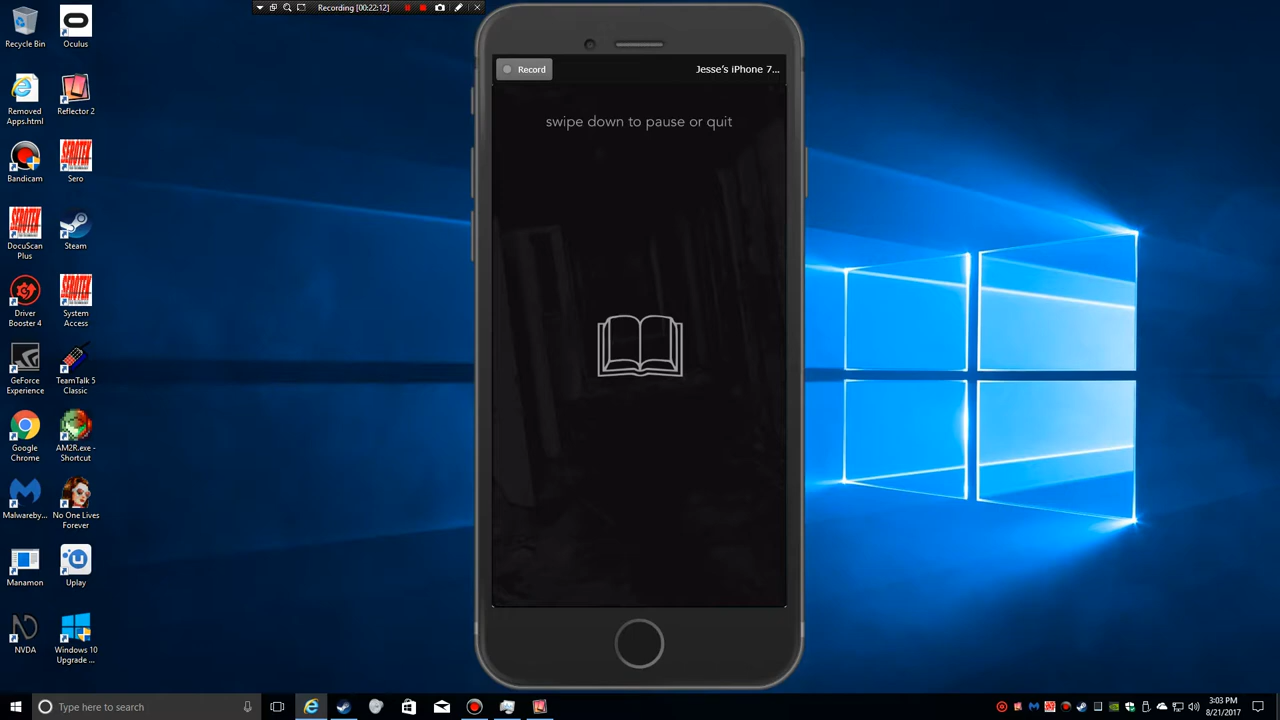 Recording [00:22:12]
Recycle Bin
Oculus
Removed Apps.html
Reflector 2
Bandicam
SEROTEK
Sero
SEROTEK
DocuScan Plus
Steam
Driver Booster 4
SEROTEK
System Access
GeForce Experience
TeamTalk 5 Classic
Google Chrome
AM2R.exe - Shortcut
Malwareby...
No One Lives Forever
Manamon
Uplay
NVDA
Windows 10 Upgrade ...
Record
Jesse's iPhone 7...
swipe down to pause or quit
Type here to search
3:03 PM
8/21/2017